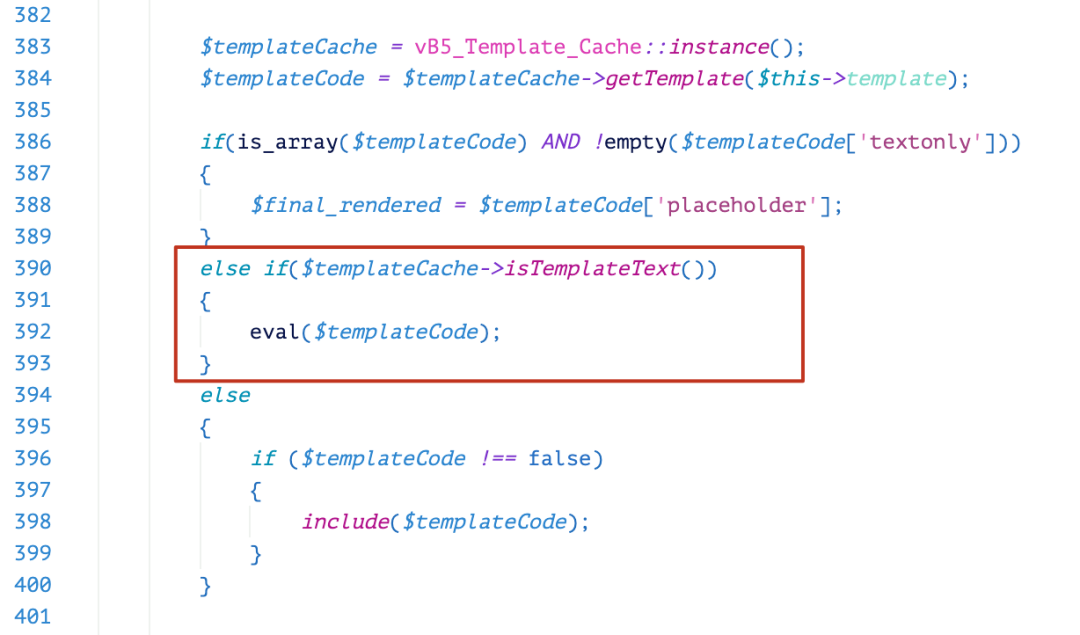 382
383 $templateCache = vB5_Template_Cache::instance();
384 $templateCode = $templateCache->getTemplate($this->template);
385
386 if(is_array($templateCode) AND !empty($templateCode['textonly']))
387 {
388 $final_rendered = $templateCode['placeholder'];
389 }
390 else if($templateCache->isTemplateText())
391 {
392 eval($templateCode);
393 }
394 else
395 {
396 if ($templateCode !== false)
397 {
398 include($templateCode);
399 }
400 }
401